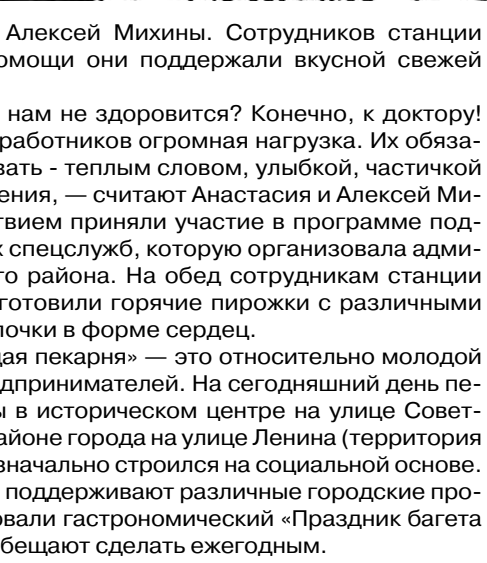 Алексей Михины. Сотрудников станции
омощи они поддержали вкусной свежей
нам не здоровится? Конечно, к доктору!
работников огромная нагрузка. Их обяза-
вать - теплым словом, улыбкой, частичкой
ения, — считают Анастасия и Алексей Ми-
твием приняли участие в программе под-
х спецслужб, которую организовала адми-
го района. На обед сотрудникам станции
готовили горячие пирожки с различными
лочки в форме сердец.
дая пекарня» — это относительно молодой
дпринимателей. На сегодняшний день пе-
ы в историческом центре на улице Совет-
айоне города на улице Ленина (территория
значально строился на социальной основе.
поддерживают различные городские про-
овали гастрономический «Праздник багета
бещают сделать ежегодным.